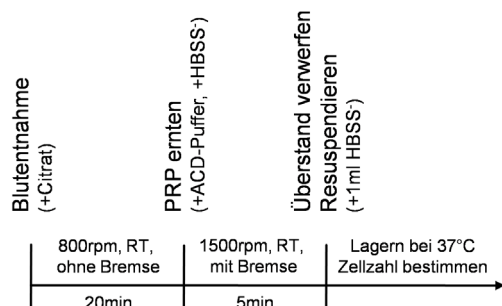 Blutentnahme
(+Citrat)
PRP ernten
(+ACD-Puffer, +HBSS⁻)
Überstand verwerfen
Resuspendieren
(+1ml HBSS⁻)
800rpm, RT,
ohne Bremse
1500rpm, RT,
mit Bremse
Lagern bei 37°C
Zellzahl bestimmen
20min
5min